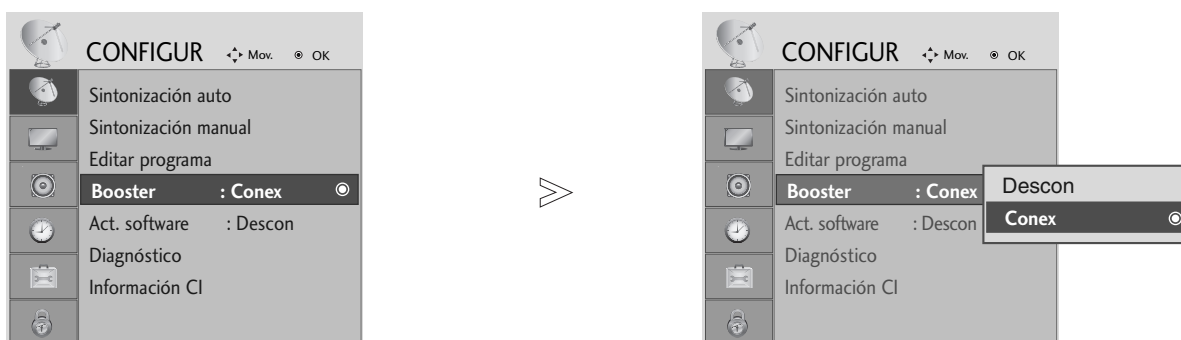 CONFIGUR Mov. OK
Sintonización auto
Sintonización manual
Editar programa
Booster : Conex
Act. software : Descon
Diagnóstico
Información CI
CONFIGUR Mov. OK
Sintonización auto
Sintonización manual
Editar programa
Booster : Conex
Act. software : Descon
Diagnóstico
Información CI
Descon
Conex